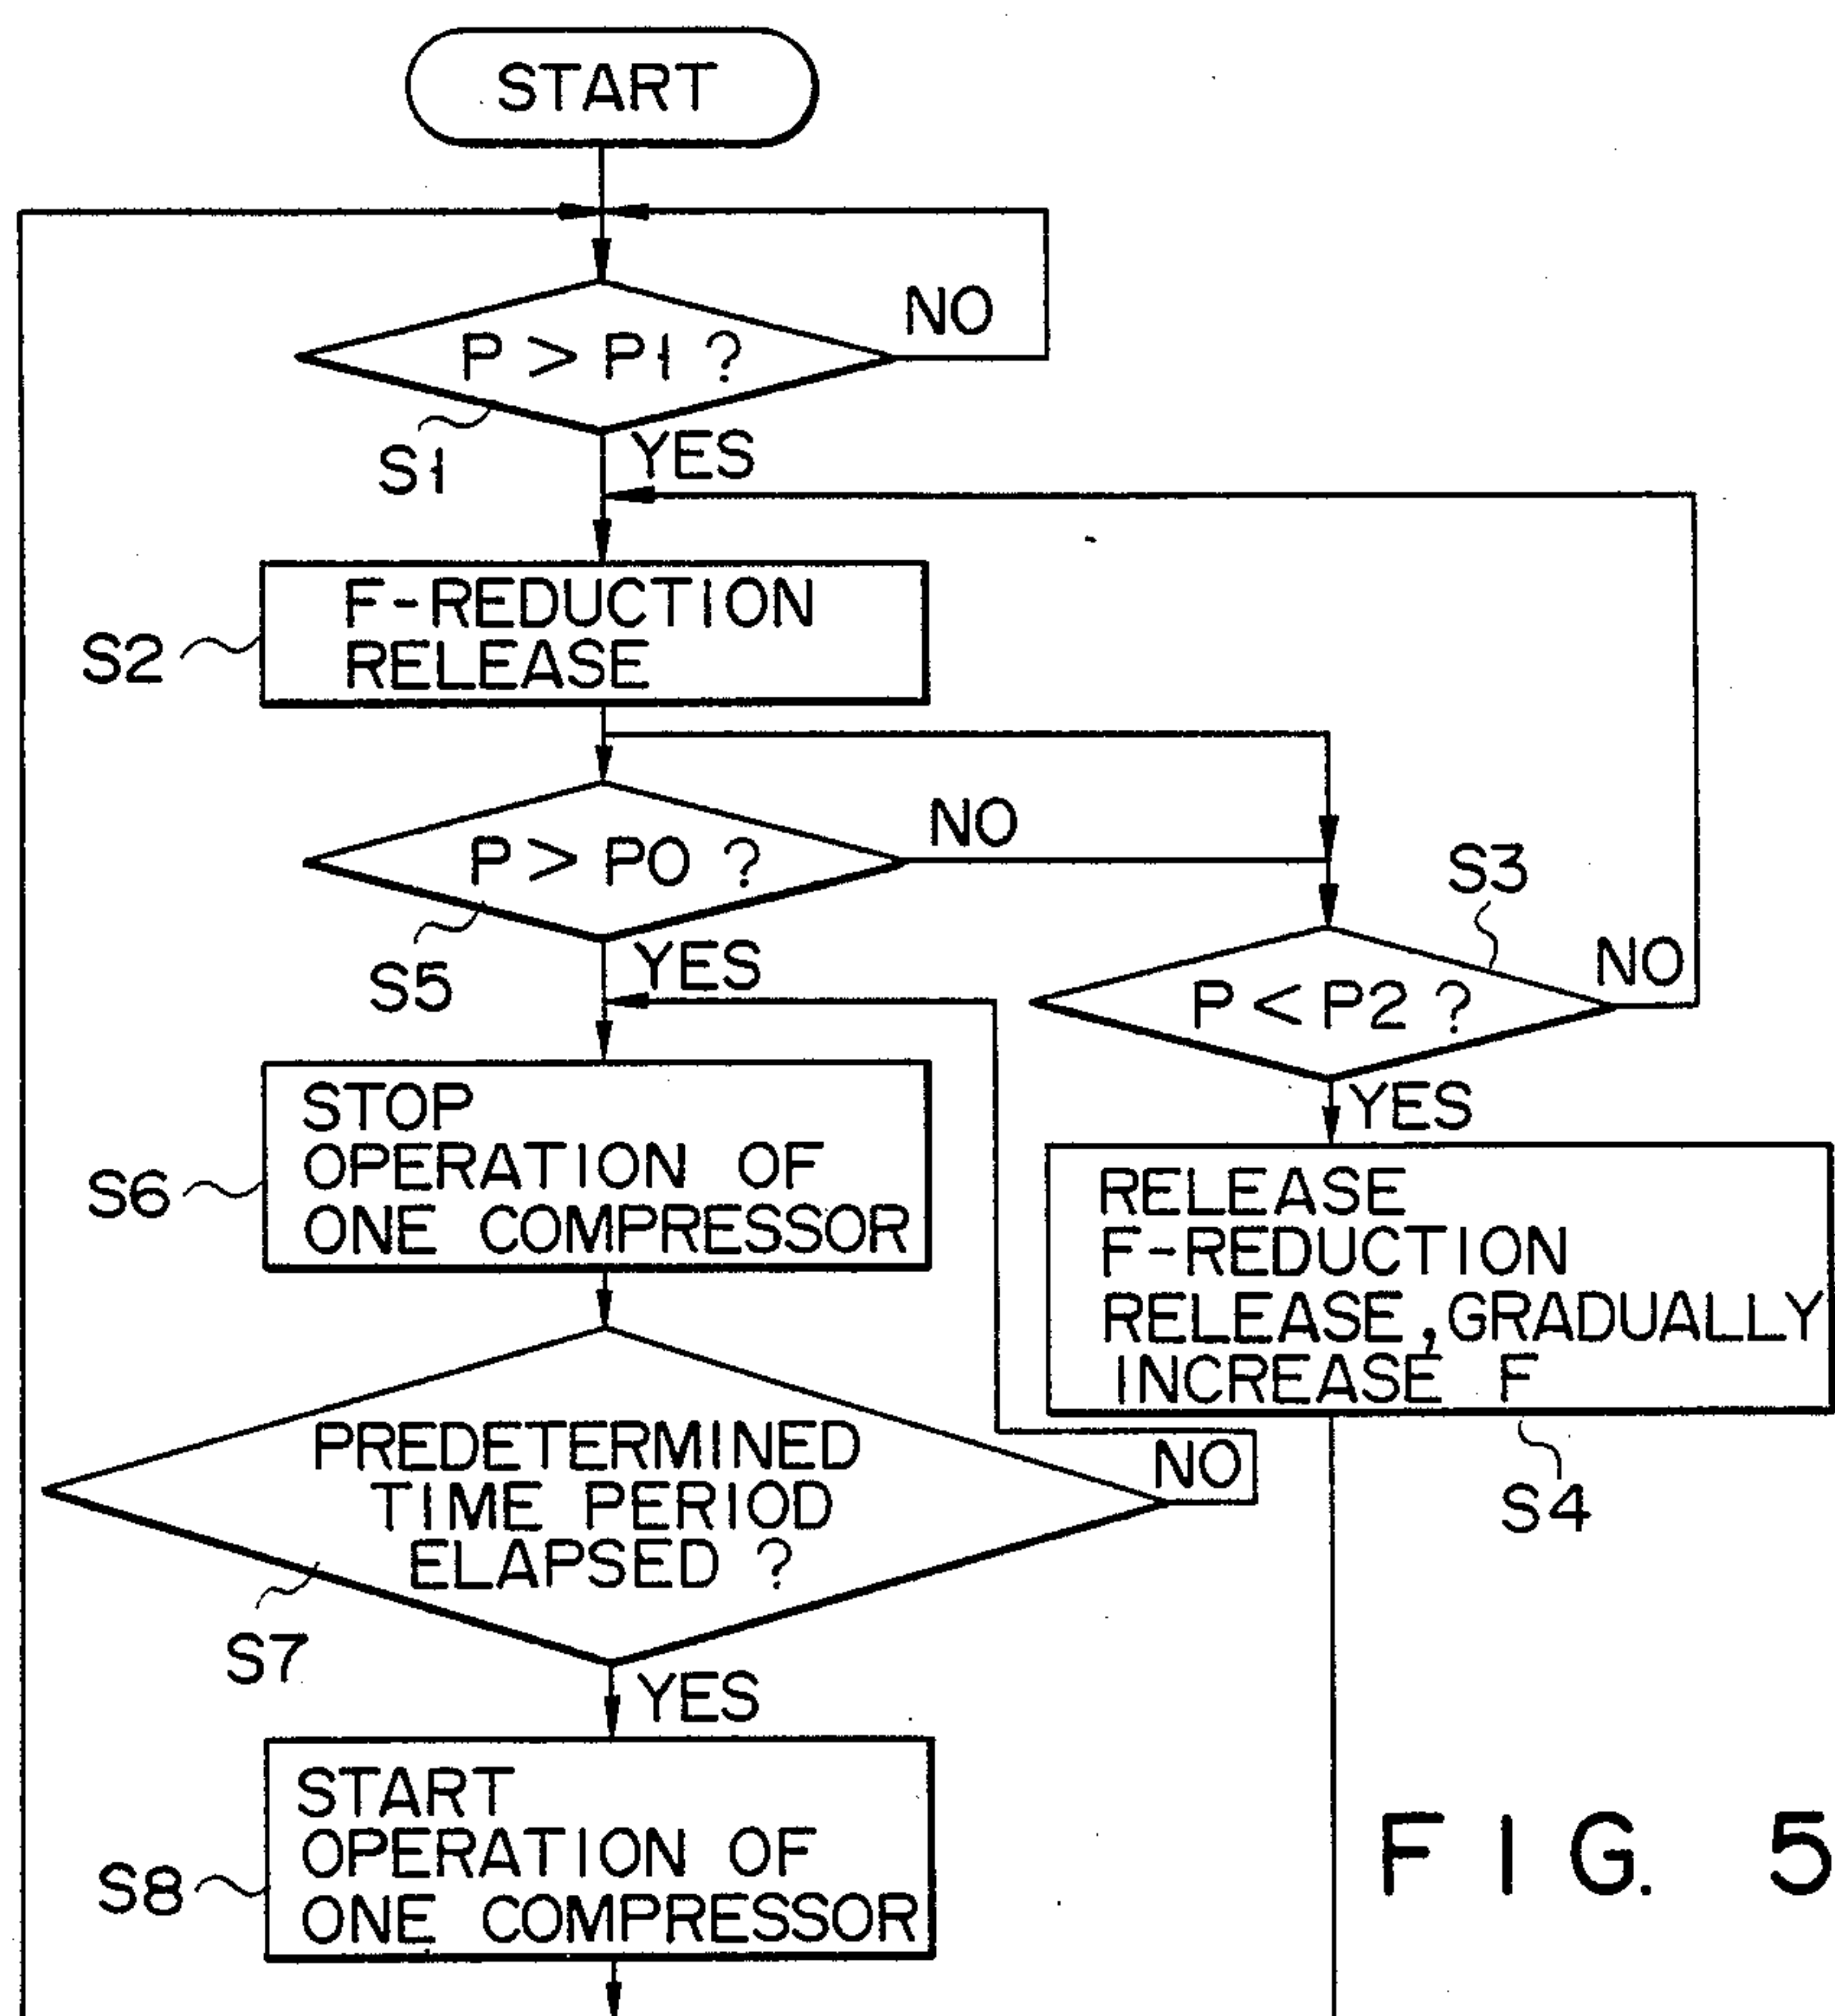 START
P > P1 ?
NO
S1
YES
F-REDUCTION
RELEASE
S2
P > PO ?
NO
S5
YES
S3
P < P2 ?
NO
YES
STOP
OPERATION OF
ONE COMPRESSOR
S6
RELEASE
F-REDUCTION
RELEASE, GRADUALLY
INCREASE F
S4
PREDETERMINED
TIME PERIOD
ELAPSED ?
NO
S7
YES
START
OPERATION OF
ONE COMPRESSOR
S8
FIG. 5